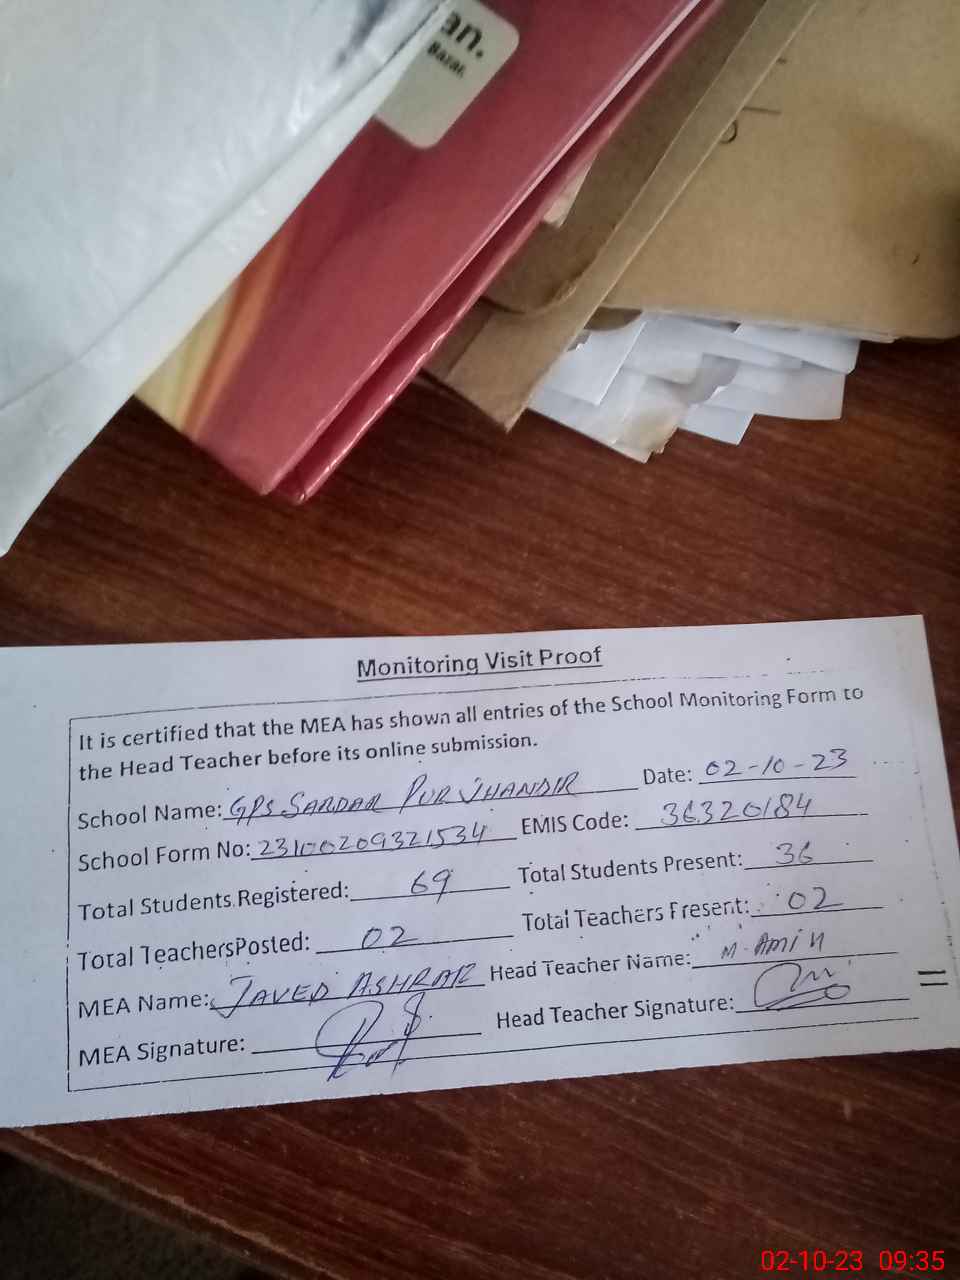 an.
Bazar.
Monitoring Visit Proof
It is certified that the MEA has shown all entries of the School Monitoring Form to
the Head Teacher before its online submission.
School Name: GPS SARDAR PUR JHANDIR Date: 02-10-23
School Form No: 23100209321534 EMIS Code: 36320184
Total Students Registered: 69 Total Students Present: 36
Total TeachersPosted: 02 Total Teachers Present: 02
MEA Name: JAVED ASHRAF Head Teacher Name: M. AMIN
MEA Signature: Head Teacher Signature:
02-10-23 09:35